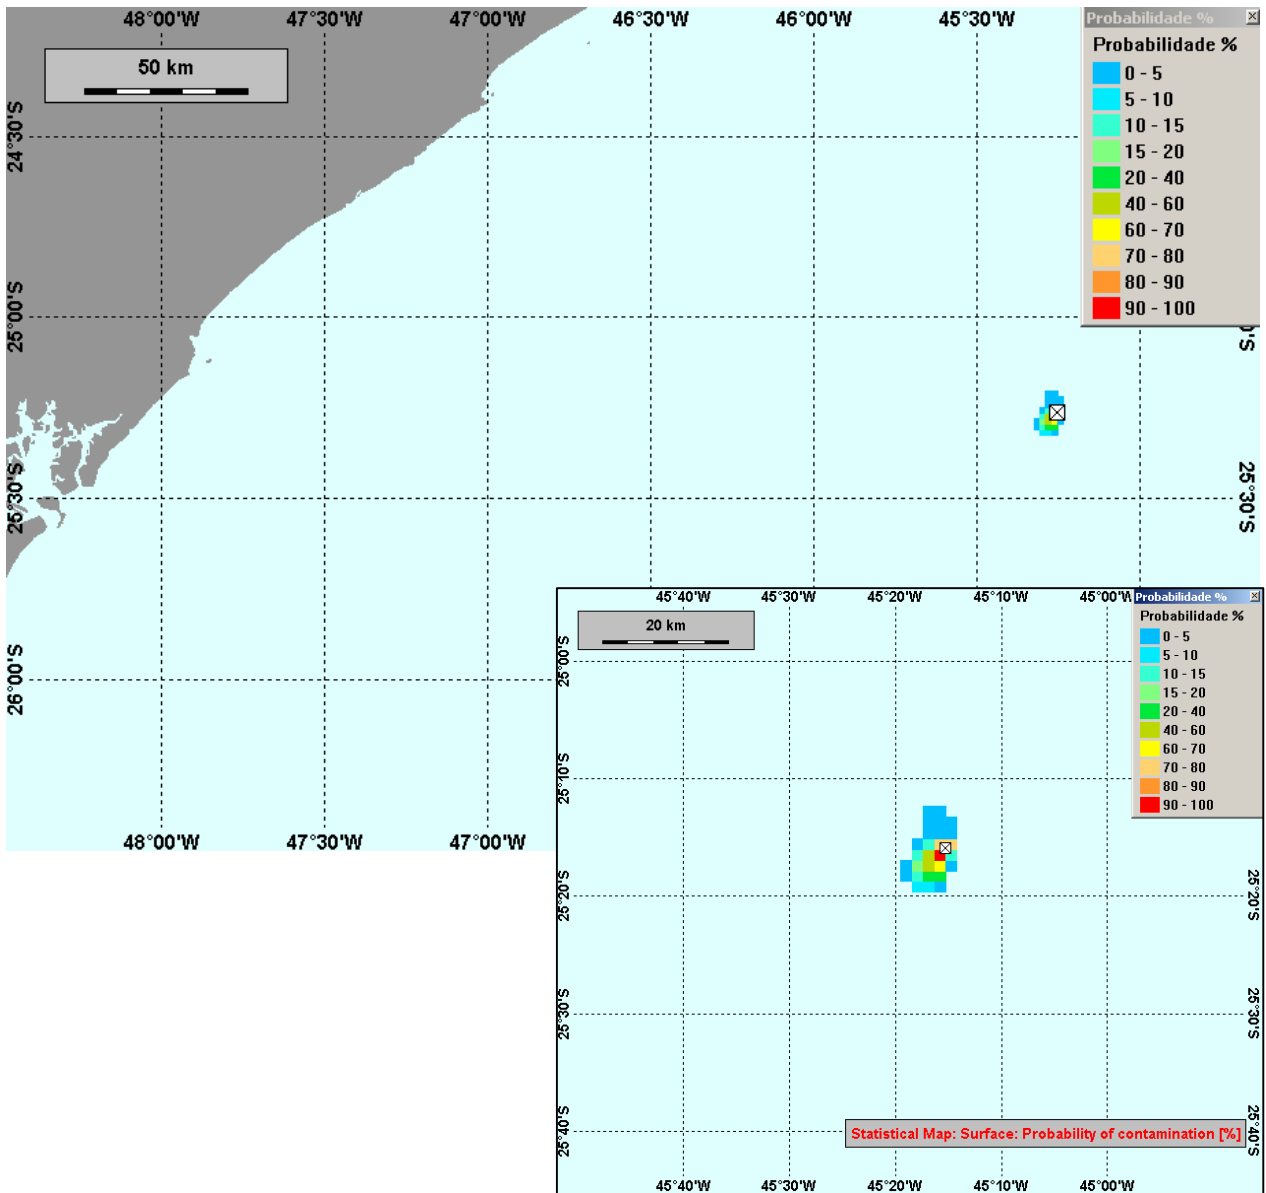 48°00'W 47°30'W 47°00'W 46°30'W 46°00'W 45°30'W
Probabilidade %
Probabilidade %
0 - 5
5 - 10
10 - 15
15 - 20
20 - 40
40 - 60
60 - 70
70 - 80
80 - 90
90 - 100
50 km
24°30'S
25°00'S
25°30'S
25°30'S
26°00'S
48°00'W 47°30'W 47°00'W
45°40'W 45°30'W 45°20'W 45°10'W 45°00'W
Probabilidade %
Probabilidade %
0 - 5
5 - 10
10 - 15
15 - 20
20 - 40
40 - 60
60 - 70
70 - 80
80 - 90
90 - 100
20 km
25°00'S
25°10'S
25°20'S
25°20'S
25°30'S
25°30'S
25°40'S
25°40'S
Statistical Map: Surface: Probability of contamination [%]
45°40'W 45°30'W 45°20'W 45°10'W 45°00'W